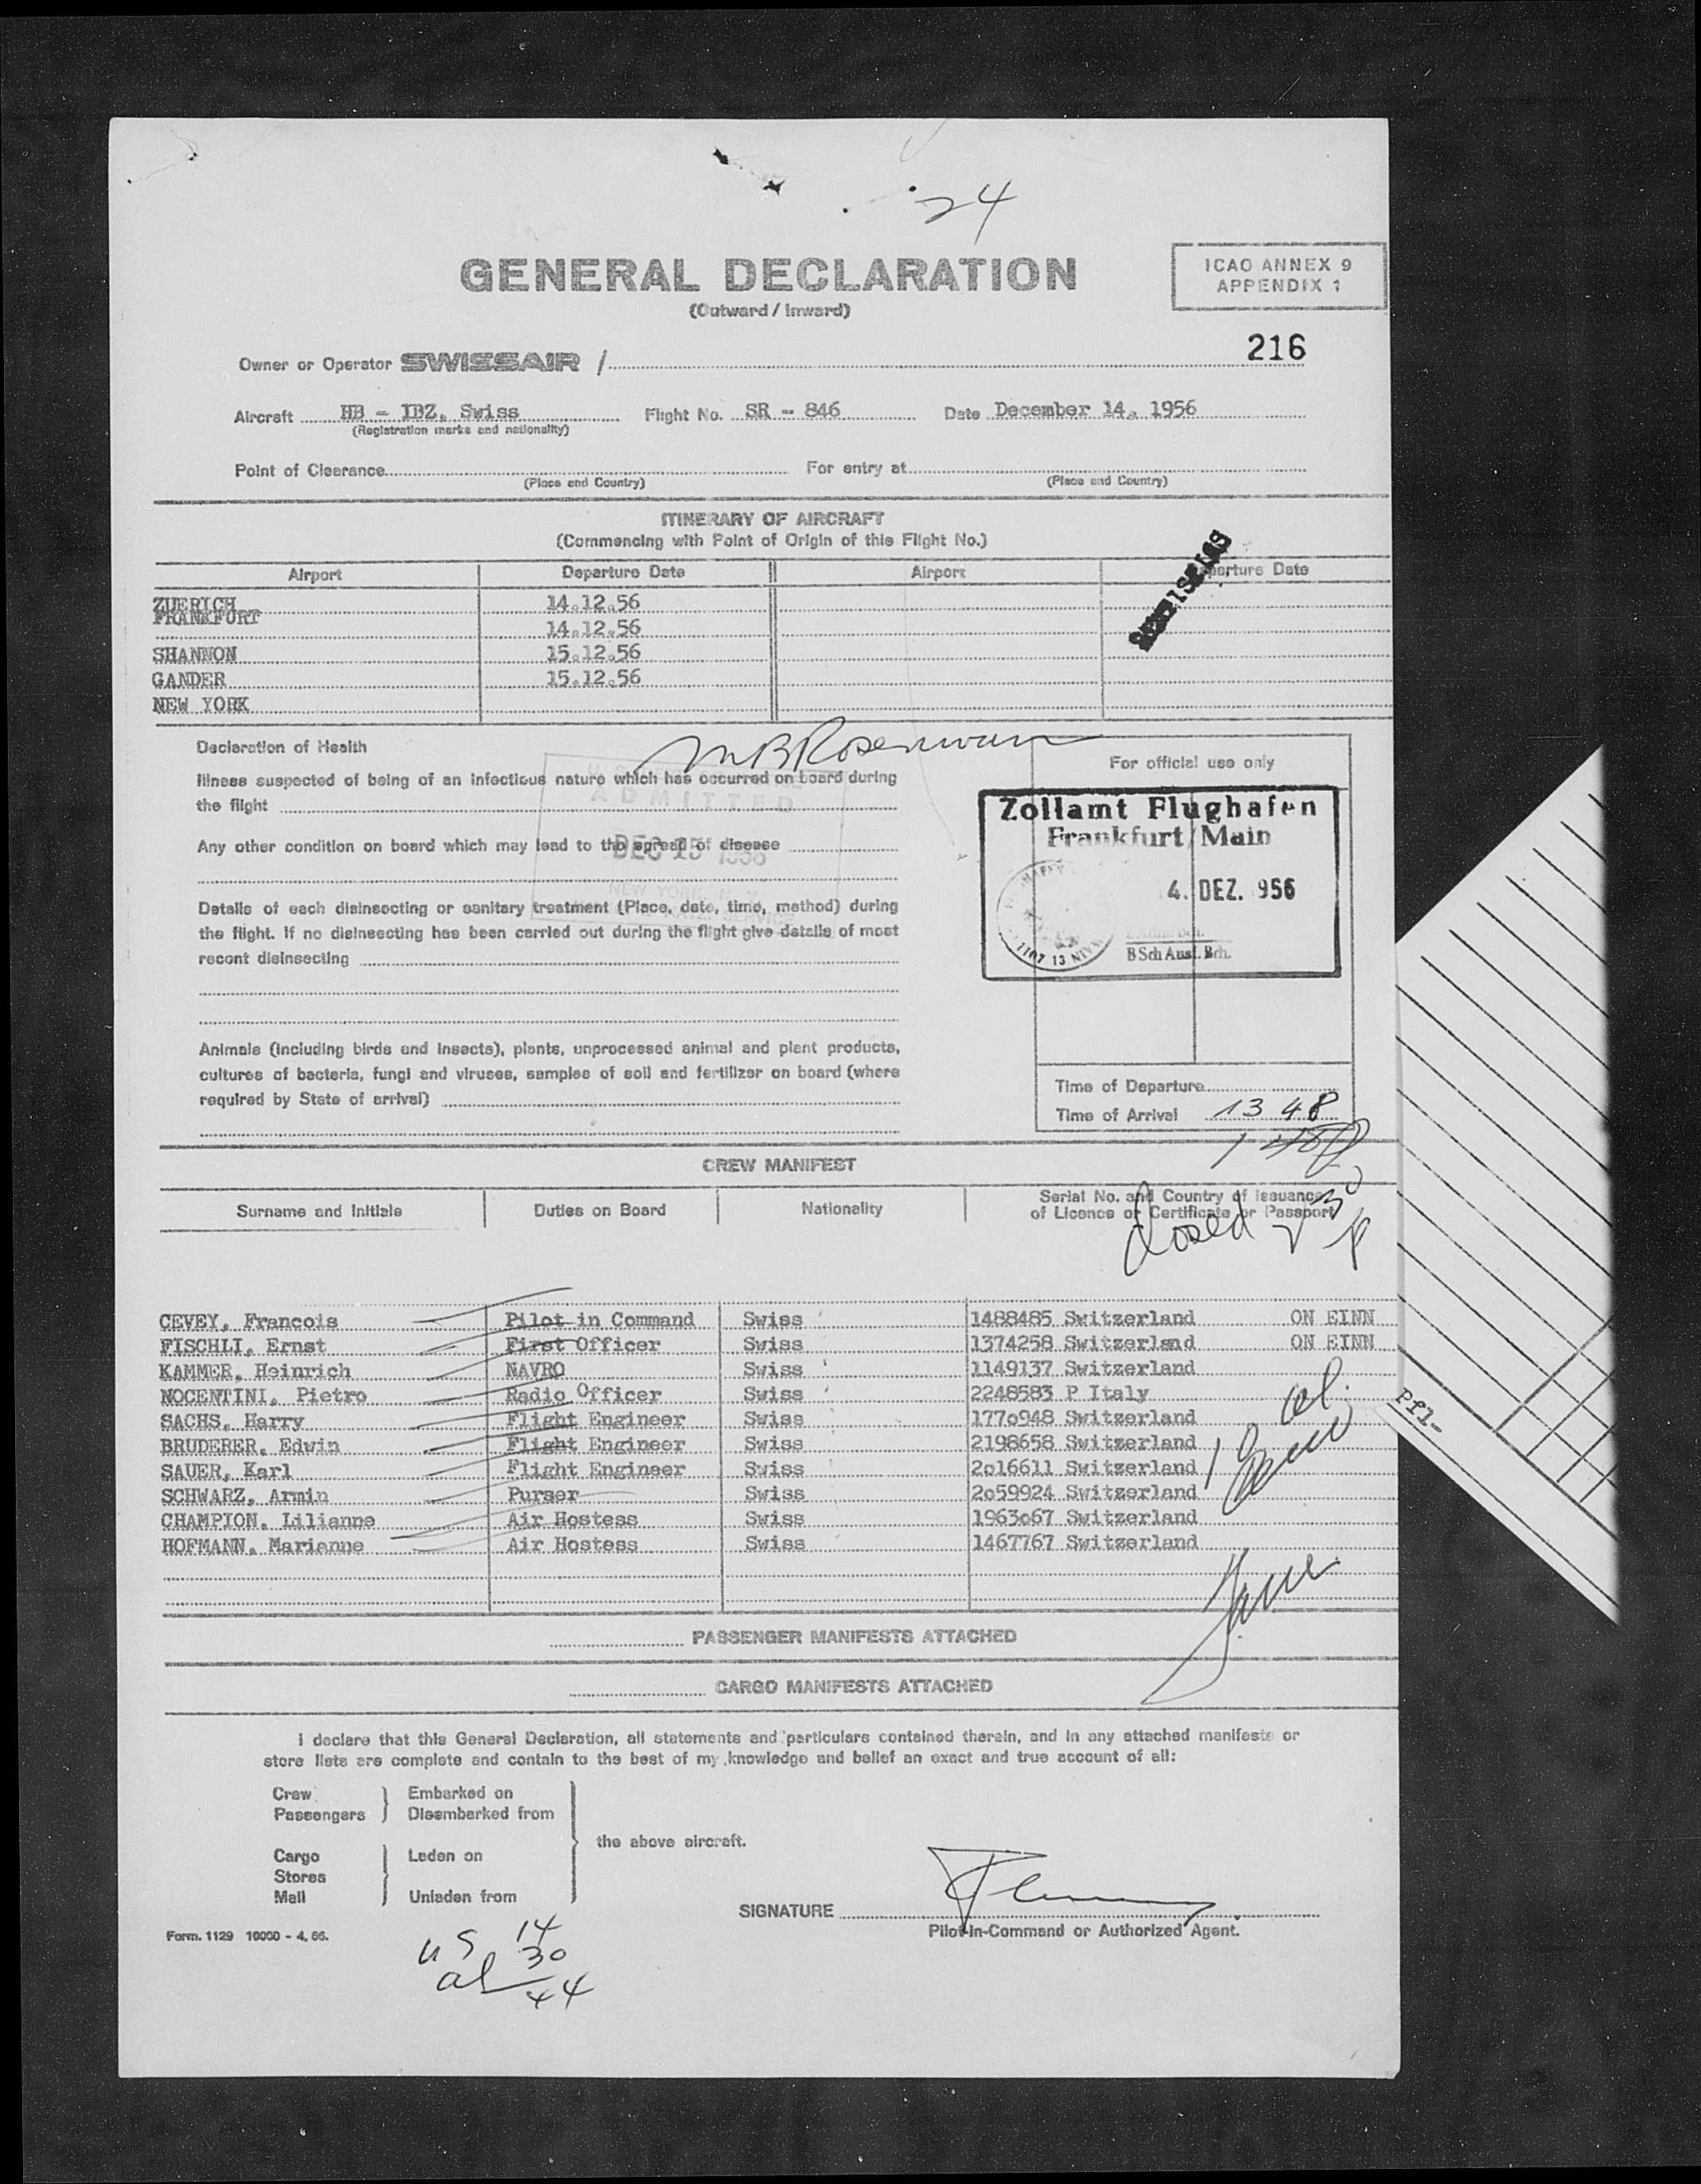 24
GENERAL DECLARATION
(Outward / Inward)
ICAO ANNEX 9
APPENDIX 1
216
Owner or Operator SWISSAIR /
Aircraft HB - IBZ, Swiss Flight No. SR - 846 Date December 14, 1956
(Registration marks and nationality)
Point of Clearance For entry at
(Place and Country) (Place and Country)
ITINERARY OF AIRCRAFT
(Commencing with Point of Origin of this Flight No.)
Airport Departure Date Airport Departure Date
ZUERICH 14.12.56
FRANKFURT 14.12.56
SHANNON 15.12.56
GANDER 15.12.56
NEW YORK
Declaration of Health
Illness suspected of being of an infectious nature which has occurred on board during
the flight
ADMITTED
Any other condition on board which may lead to the spread of disease
DEC 15 1956
NEW YORK, N.Y.
Details of each disinsecting or sanitary treatment (Place, date, time, method) during
the flight. If no disinsecting has been carried out during the flight give details of most
recent disinsecting
Animals (including birds and insects), plants, unprocessed animal and plant products,
cultures of bacteria, fungi and viruses, samples of soil and fertilizer on board (where
required by State of arrival)
For official use only
Zollamt Flughafen
Frankfurt/Main
4. DEZ. 956
BSchAusf.Bch.
Time of Departure
Time of Arrival 13 48
CREW MANIFEST
Surname and Initials Duties on Board Nationality Serial No. and Country of Issuance
of Licence or Certificate or Passport
closed
CEVEY, Francois Pilot in Command Swiss 1488485 Switzerland ON EINN
FISCHLI, Ernst First Officer Swiss 1374258 Switzerland ON EINN
KAMMER, Heinrich NAVRO Swiss 1149137 Switzerland
NOCENTINI, Pietro Radio Officer Swiss 2248583 P Italy
SACHS, Harry Flight Engineer Swiss 1770948 Switzerland
BRUDERER, Edwin Flight Engineer Swiss 2198658 Switzerland
SAUER, Karl Flight Engineer Swiss 2016611 Switzerland
SCHWARZ, Armin Purser Swiss 2059924 Switzerland
CHAMPION, Lilianne Air Hostess Swiss 1963067 Switzerland
HOFMANN, Marianne Air Hostess Swiss 1467767 Switzerland
Pfl-
PASSENGER MANIFESTS ATTACHED
CARGO MANIFESTS ATTACHED
I declare that this General Declaration, all statements and particulars contained therein, and in any attached manifests or
store lists are complete and contain to the best of my knowledge and belief an exact and true account of all:
Crew Embarked on
Passengers Disembarked from
the above aircraft.
Cargo Laden on
Stores
Mail Unladen from
SIGNATURE
Pilot-in-Command or Authorized Agent.
Form. 1129 10000 - 4. 56.
US 14
al 30
44